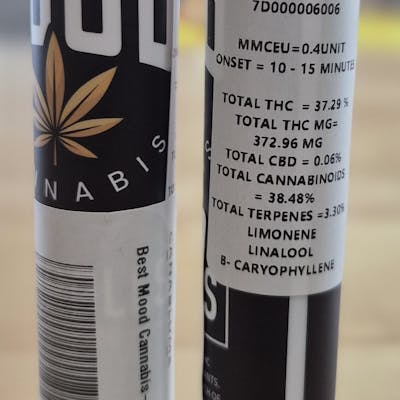 CANNABIS
Best Mood Cannabis-
7D000006006
MMCEU=0.4UNIT
ONSET = 10 - 15 MINUTES
TOTAL THC = 37.29 %
TOTAL THC MG=
372.96 MG
TOTAL CBD = 0.06%
TOTAL CANNABINOIDS
= 38.48%
TOTAL TERPENES =3.30%
LIMONENE
LINALOOL
B- CARYOPHYLLENE